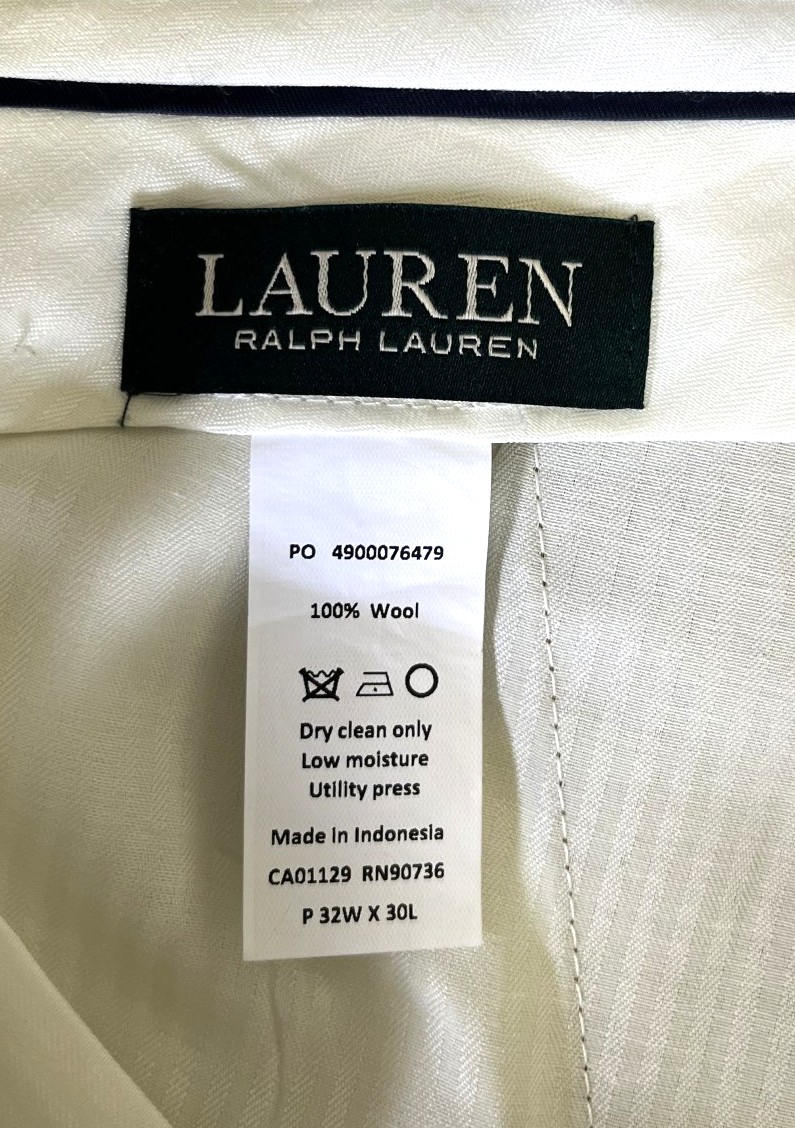 LAUREN
RALPH LAUREN
PO 4900076479
100% Wool
Dry clean only
Low moisture
Utility press
Made in Indonesia
CA01129 RN90736
P 32W X 30L